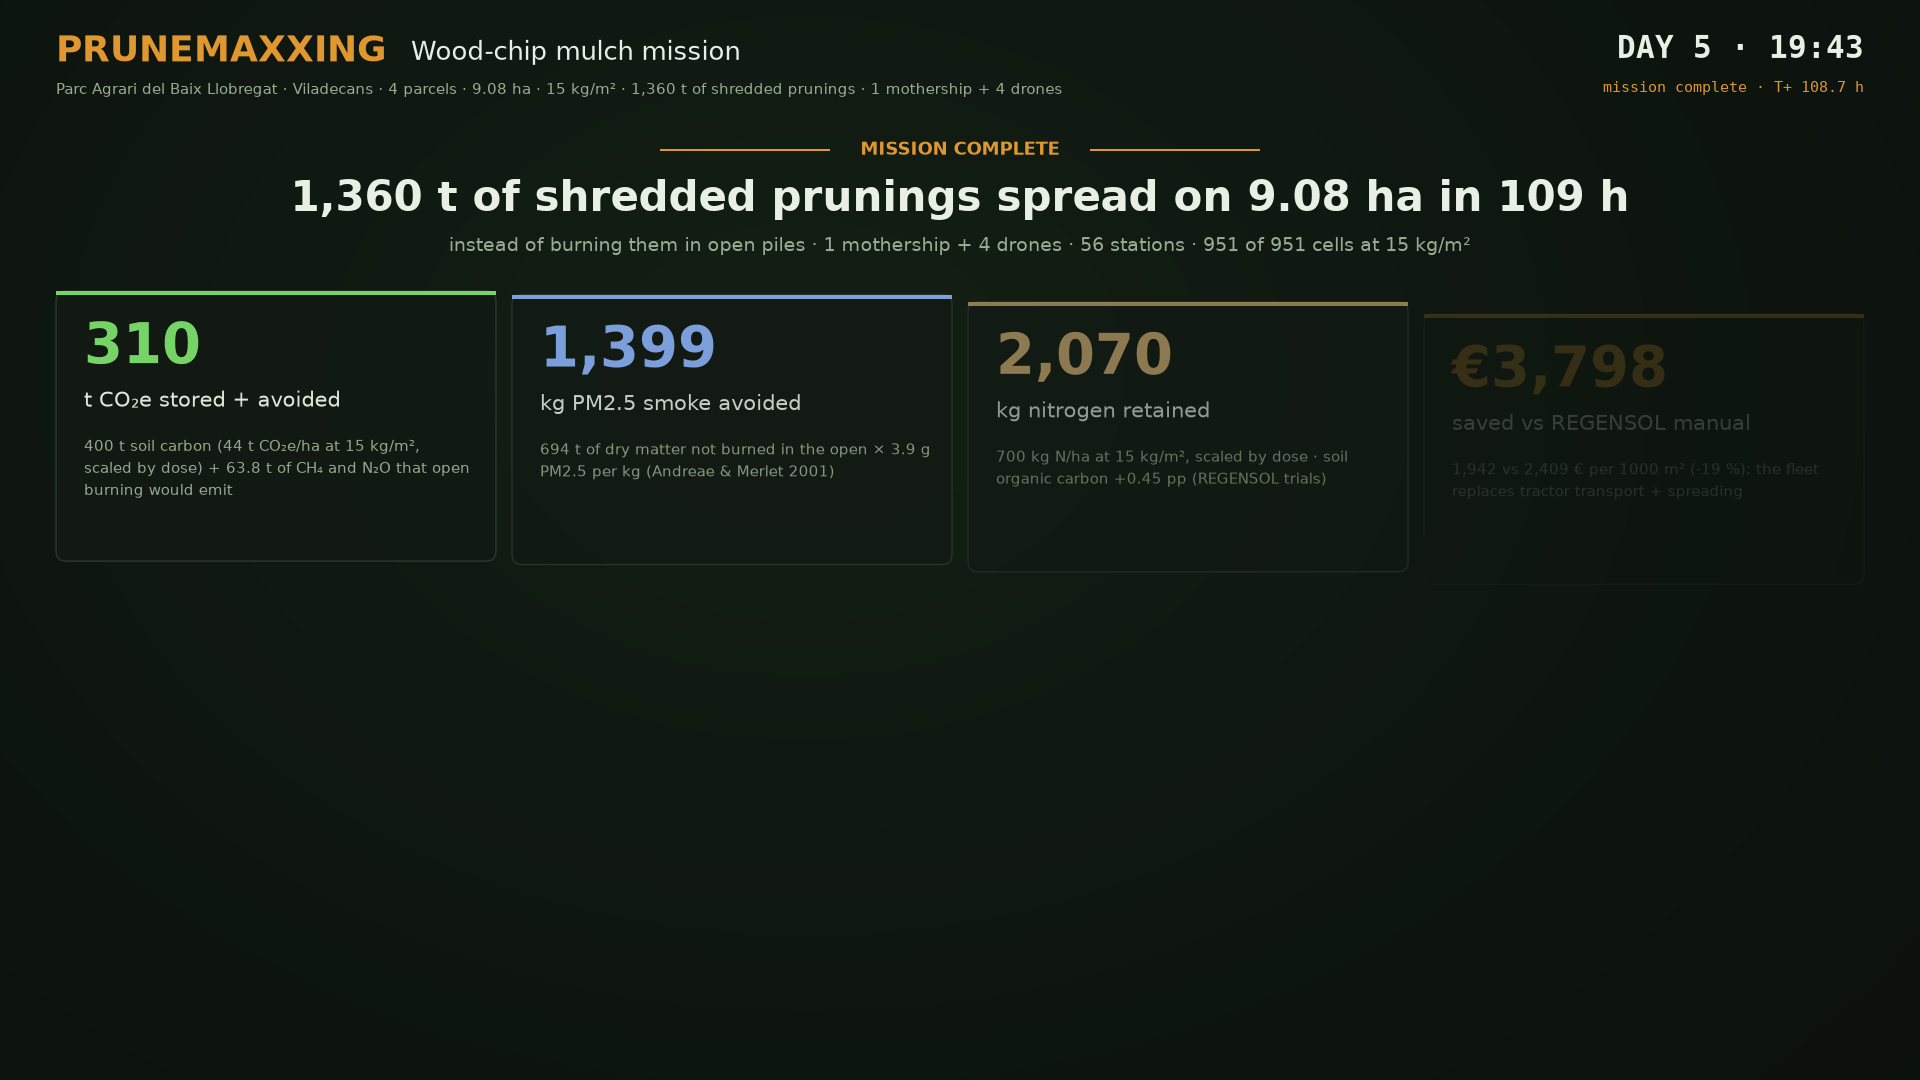 PRUNEMAXXING Wood-chip mulch mission
DAY 5 · 19:43
Parc Agrari del Baix Llobregat · Viladecans · 4 parcels · 9.08 ha · 15 kg/m² · 1,360 t of shredded prunings · 1 mothership + 4 drones
mission complete · T+ 108.7 h
MISSION COMPLETE
1,360 t of shredded prunings spread on 9.08 ha in 109 h
instead of burning them in open piles · 1 mothership + 4 drones · 56 stations · 951 of 951 cells at 15 kg/m²
310
t CO₂e stored + avoided
400 t soil carbon (44 t CO₂e/ha at 15 kg/m²,
scaled by dose) + 63.8 t of CH₄ and N₂O that open
burning would emit
1,399
kg PM2.5 smoke avoided
694 t of dry matter not burned in the open × 3.9 g
PM2.5 per kg (Andreae & Merlet 2001)
2,070
kg nitrogen retained
700 kg N/ha at 15 kg/m², scaled by dose · soil
organic carbon +0.45 pp (REGENSOL trials)
€3,798
saved vs REGENSOL manual
1,942 vs 2,409 € per 1000 m² (-19 %): the fleet
replaces tractor transport + spreading